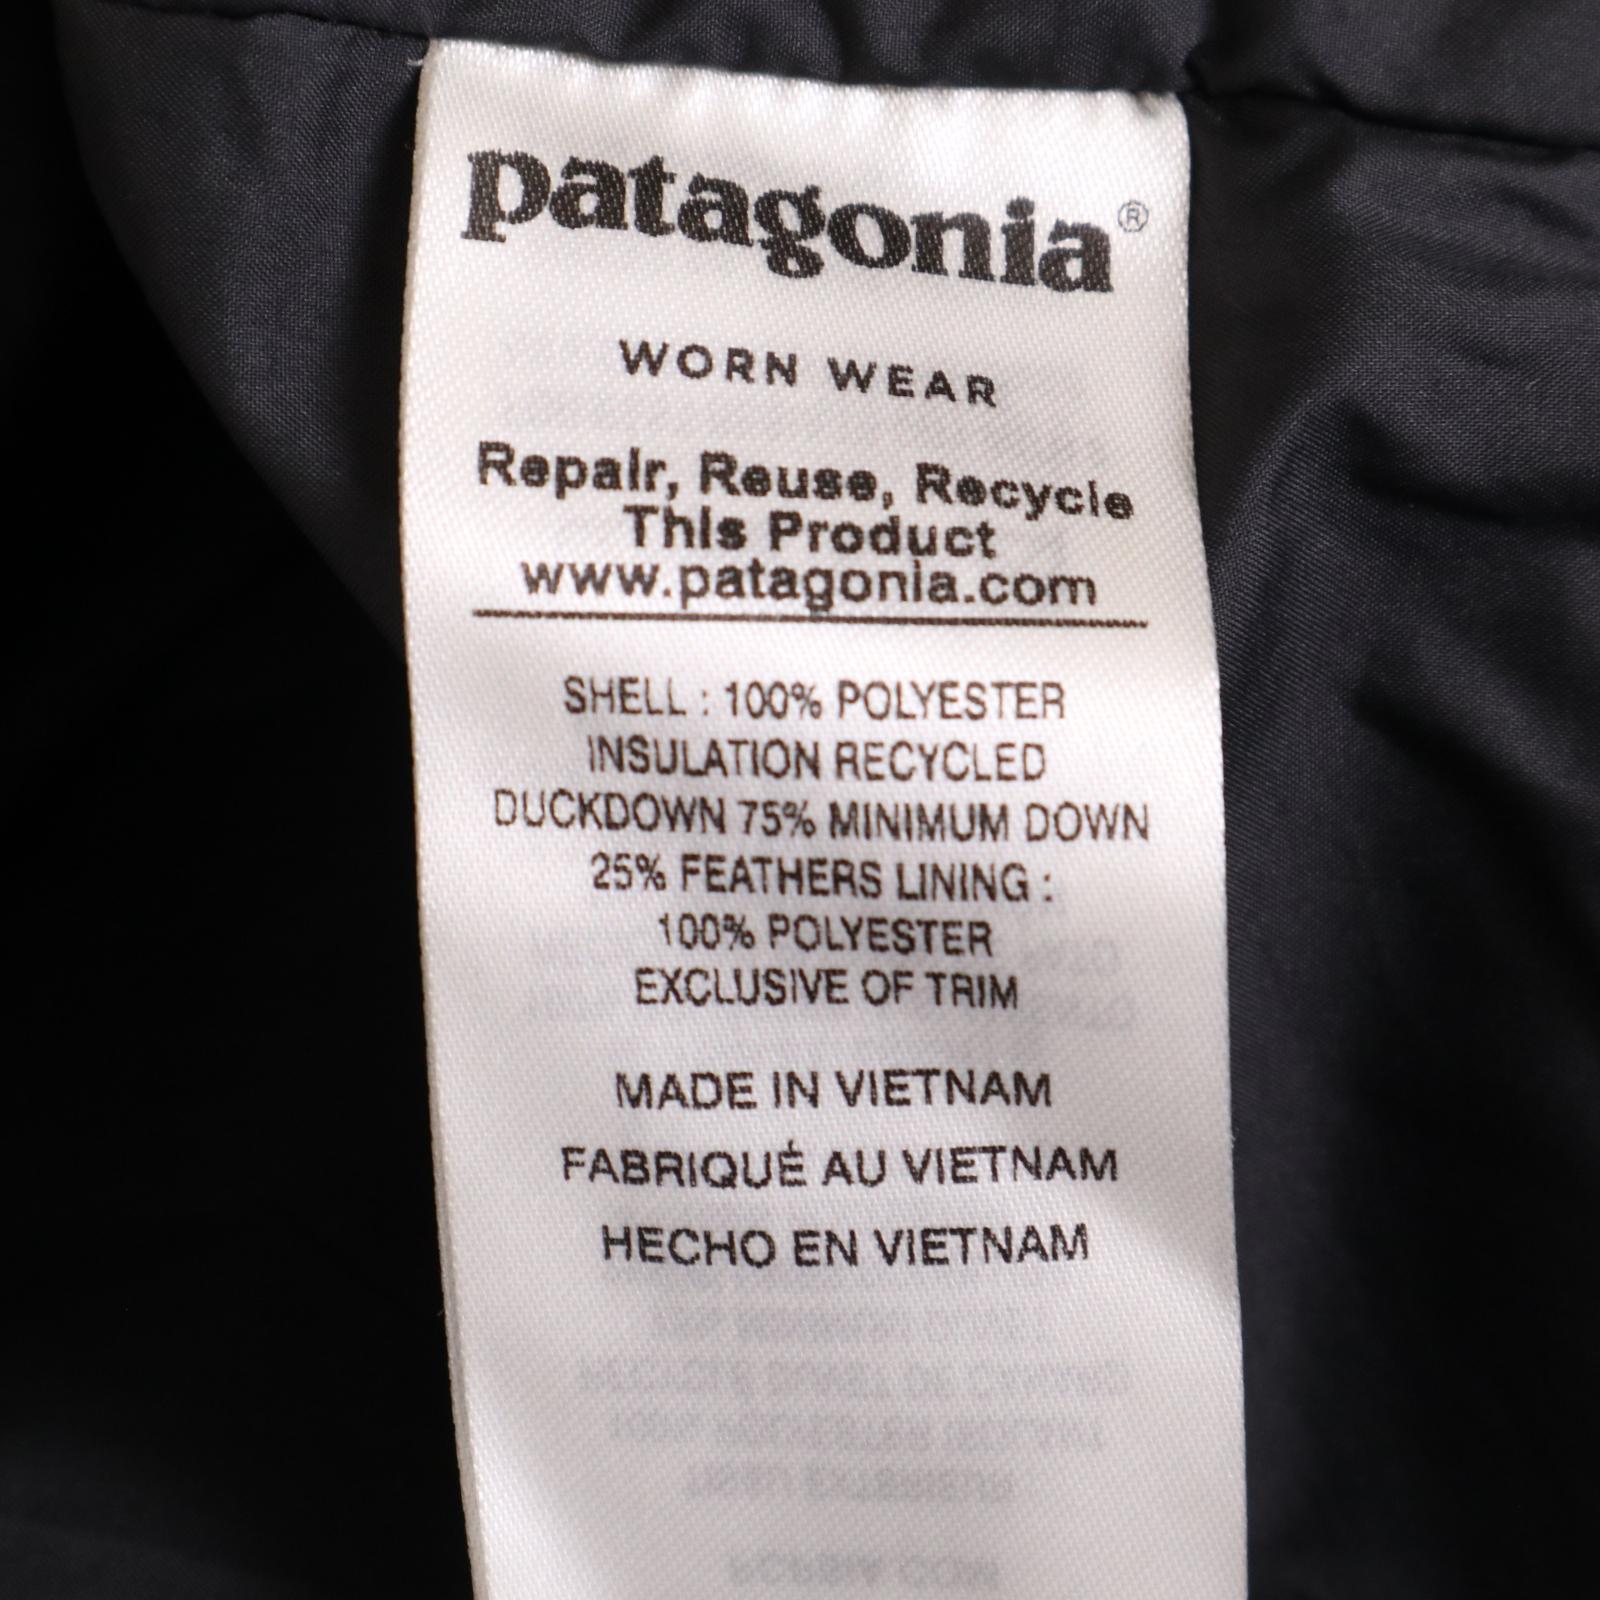 patagonia®
WORN WEAR
Repair, Reuse, Recycle
This Product
www.patagonia.com
SHELL : 100% POLYESTER
INSULATION RECYCLED
DUCKDOWN 75% MINIMUM DOWN
25% FEATHERS LINING :
100% POLYESTER
EXCLUSIVE OF TRIM
MADE IN VIETNAM
FABRIQUÉ AU VIETNAM
HECHO EN VIETNAM